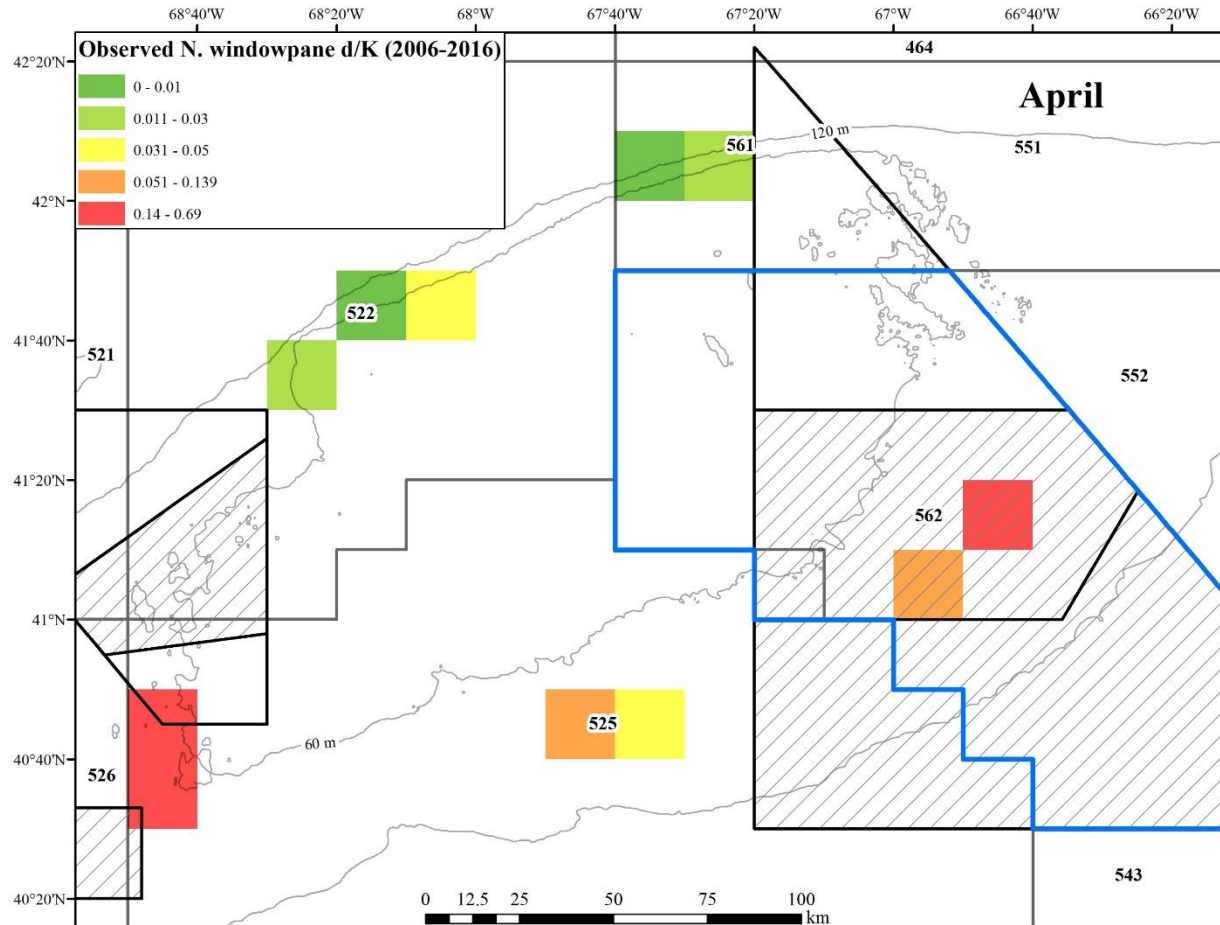 68°40'W 68°20'W 68°W 67°40'W 67°20'W 67°W 66°40'W 66°20'W
Observed N. windowpane d/K (2006-2016)
0 - 0.01
0.011 - 0.03
0.031 - 0.05
0.051 - 0.139
0.14 - 0.69
42°20'N
464
April
120 m
561
551
42°N
522
41°40'N
521
552
41°20'N
562
41°N
525
60 m
40°40'N
526
543
40°20'N
0 12.5 25 50 75 100
km